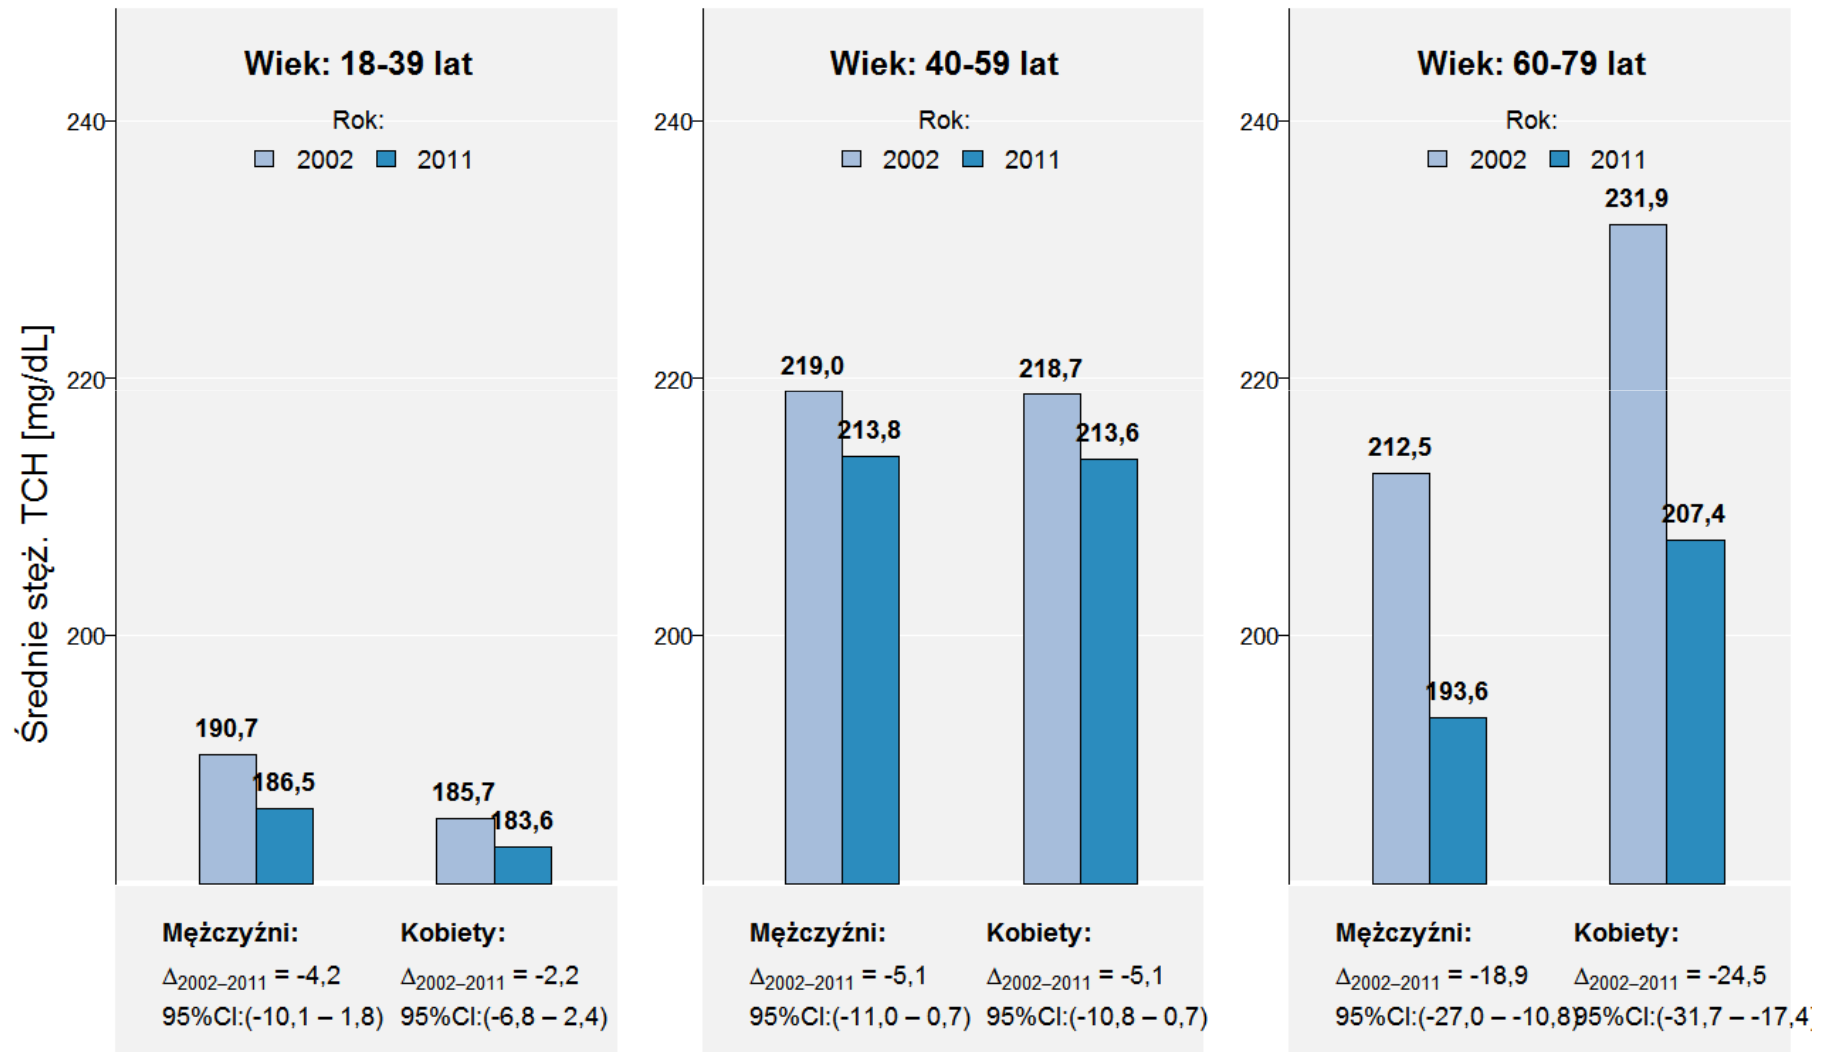 Średnie stęż. TCH [mg/dL]
Wiek: 18-39 lat
Rok:
2002 2011
240
220
200
190,7
186,5
185,7
183,6
Mężczyźni: Kobiety:
Δ2002–2011 = -4,2 Δ2002–2011 = -2,2
95%CI:(-10,1 – 1,8) 95%CI:(-6,8 – 2,4)
Wiek: 40-59 lat
Rok:
2002 2011
240
220
200
219,0
213,8
218,7
213,6
Mężczyźni: Kobiety:
Δ2002–2011 = -5,1 Δ2002–2011 = -5,1
95%CI:(-11,0 – 0,7) 95%CI:(-10,8 – 0,7)
Wiek: 60-79 lat
Rok:
2002 2011
240
220
200
212,5
193,6
231,9
207,4
Mężczyźni: Kobiety:
Δ2002–2011 = -18,9 Δ2002–2011 = -24,5
95%CI:(-27,0 – -10,8) 95%CI:(-31,7 – -17,4)